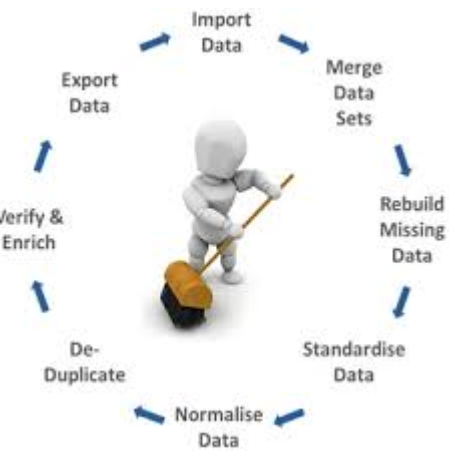 Import
Data
Merge
Data
Sets
Rebuild
Missing
Data
Standardise
Data
Normalise
Data
De-
Duplicate
Verify &
Enrich
Export
Data